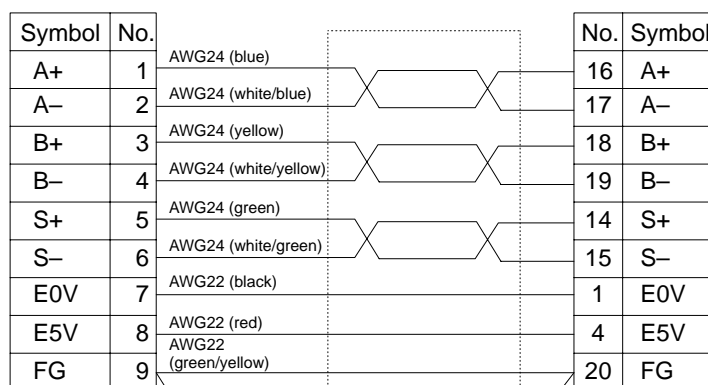 Symbol No. No. Symbol
AWG24 (blue)
A+ 1 16 A+
AWG24 (white/blue)
A– 2 17 A–
AWG24 (yellow)
B+ 3 18 B+
AWG24 (white/yellow)
B– 4 19 B–
AWG24 (green)
S+ 5 14 S+
AWG24 (white/green)
S– 6 15 S–
AWG22 (black)
E0V 7 1 E0V
AWG22 (red)
E5V 8 4 E5V
AWG22
(green/yellow)
FG 9 20 FG